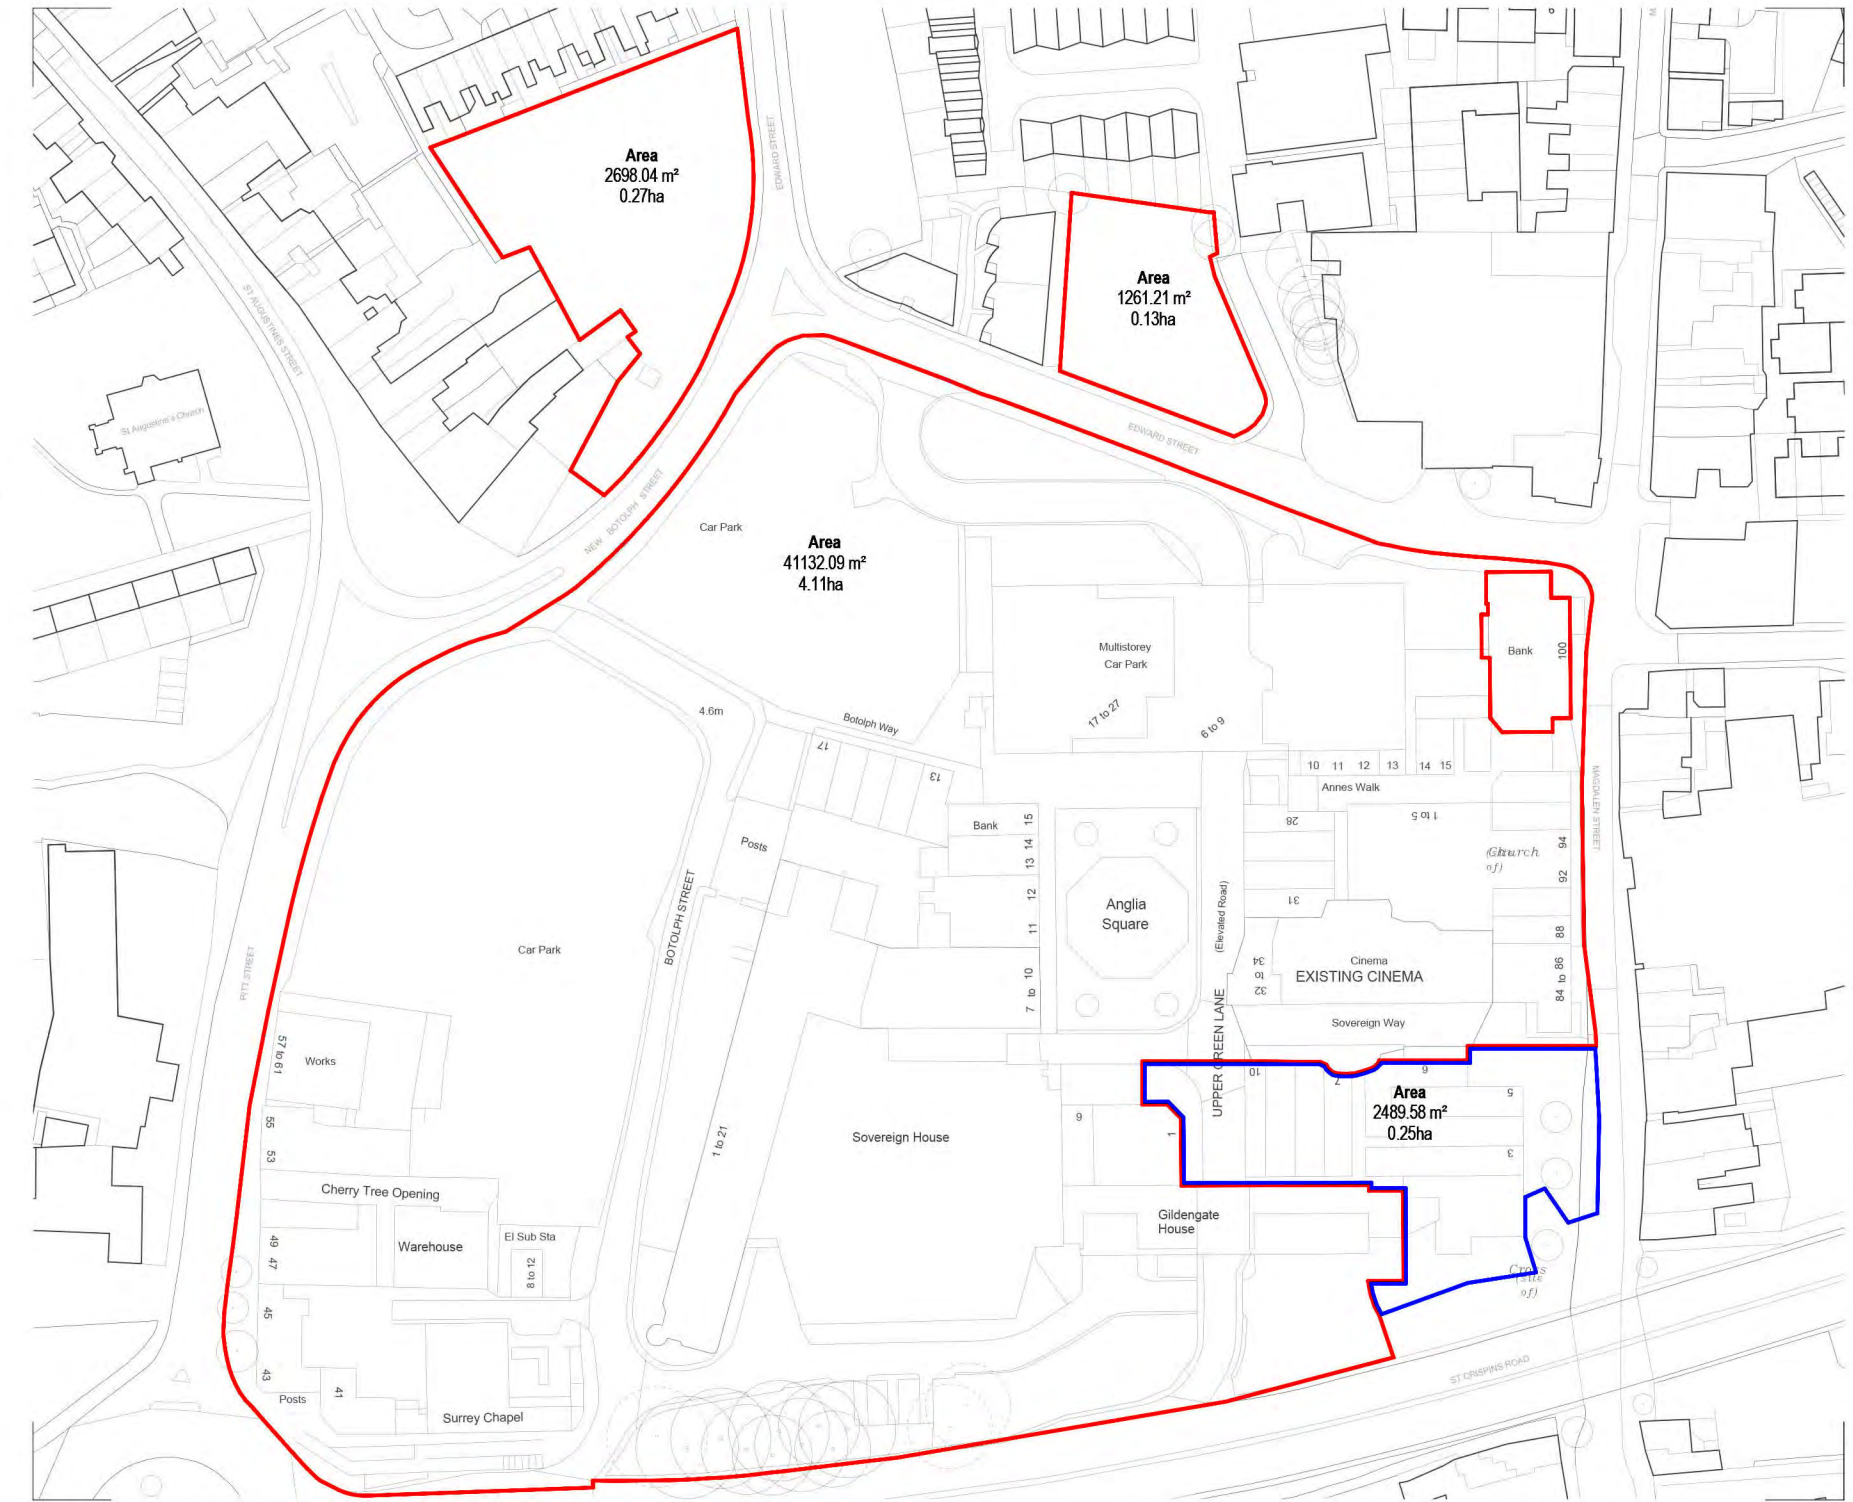 EDWARD STREET
Area
2698.04 m²
0.27ha
Area
1261.21 m²
0.13ha
ST AUGUSTINES STREET
St Augustine's Church
EDWARD STREET
NEW BOTOLPH STREET
Car Park
Area
41132.09 m²
4.11ha
Multistorey
Car Park
Bank
100
17 to 27
6 to 9
4.6m
Botolph Way
17
13
10
11
12
13
14
15
Annes Walk
MAGDALEN STREET
Bank
15
14
13
12
11
7 to 10
Posts
28
1 to 5
31
Church
of)
94
92
88
84 to 86
Anglia
Square
UPPER GREEN LANE
(Elevated Road)
32
to
34
Cinema
EXISTING CINEMA
Sovereign Way
BOTOLPH STREET
Car Park
PITT STREET
57 to 61
Works
55
53
Cherry Tree Opening
49
47
Warehouse
El Sub Sta
8 to 12
45
43
41
Posts
Surrey Chapel
1 to 21
Sovereign House
9
1
10
7
6
5
3
Area
2489.58 m²
0.25ha
Gildengate
House
Cross
of)
ST CRISPINS ROAD